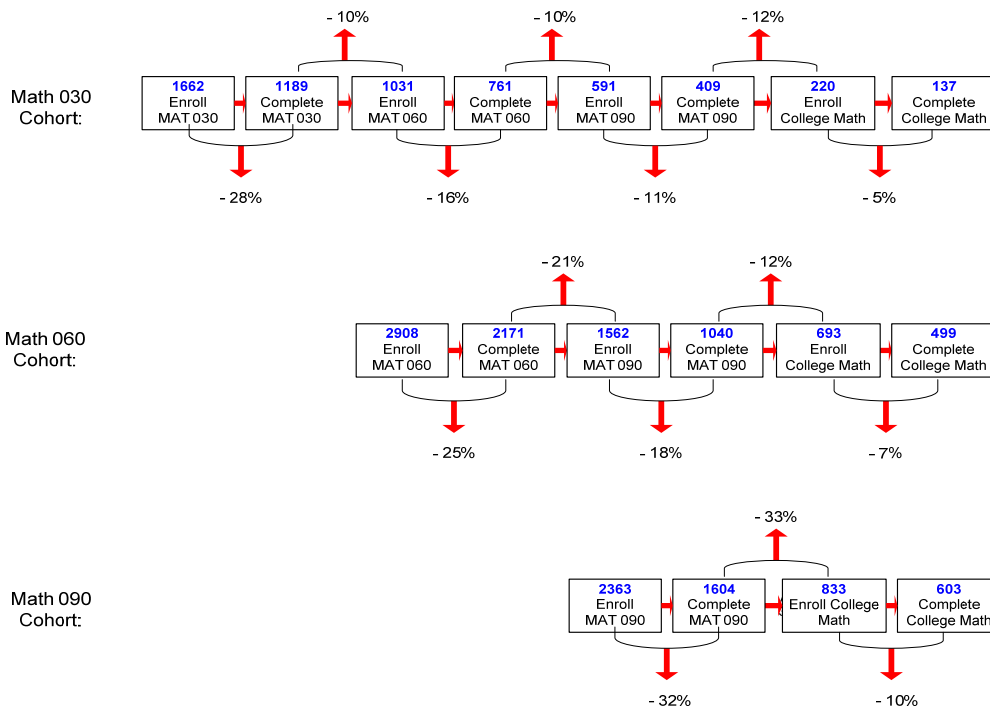 - 10%
- 10%
- 12%
Math 030
Cohort:
1662
Enroll
MAT 030
1189
Complete
MAT 030
1031
Enroll
MAT 060
761
Complete
MAT 060
591
Enroll
MAT 090
409
Complete
MAT 090
220
Enroll
College Math
137
Complete
College Math
- 28%
- 16%
- 11%
- 5%
- 21%
- 12%
Math 060
Cohort:
2908
Enroll
MAT 060
2171
Complete
MAT 060
1562
Enroll
MAT 090
1040
Complete
MAT 090
693
Enroll
College Math
499
Complete
College Math
- 25%
- 18%
- 7%
- 33%
Math 090
Cohort:
2363
Enroll
MAT 090
1604
Complete
MAT 090
833
Enroll College
Math
603
Complete
College Math
- 32%
- 10%